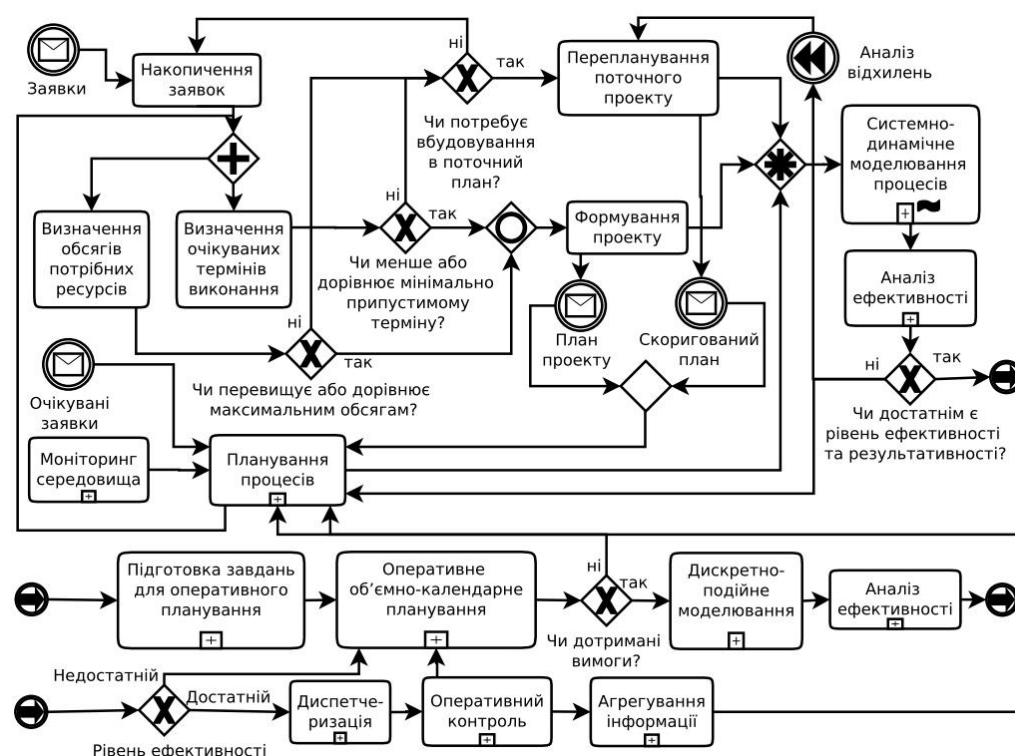 Заявки
Накопичення
заявок
ні
так
Чи потребує
вбудовування
в поточний
план?
Перепланування
поточного
проекту
Аналіз
відхилень
Системно-
динамічне
моделювання
процесів
Визначення
обсягів
потрібних
ресурсів
Визначення
очікуваних
термінів
виконання
ні
так
Чи менше або
дорівнює мінімально
припустимому
терміну?
Формування
проекту
Аналіз
ефективності
План
проекту
Скоригований
план
ні
так
Чи перевищує або дорівнює
максимальним обсягам?
ні
так
Чи достатнім є
рівень ефективності
та результативності?
Очікувані
заявки
Моніторинг
середовища
Планування
процесів
Підготовка завдань
для оперативного
планування
Оперативне
об’ємно-календарне
планування
ні
так
Чи дотримані
вимоги?
Дискретно-
подійне
моделювання
Аналіз
ефективності
Недостатній
Достатній
Рівень ефективності
Диспетче-
ризація
Оперативний
контроль
Агрегування
інформації